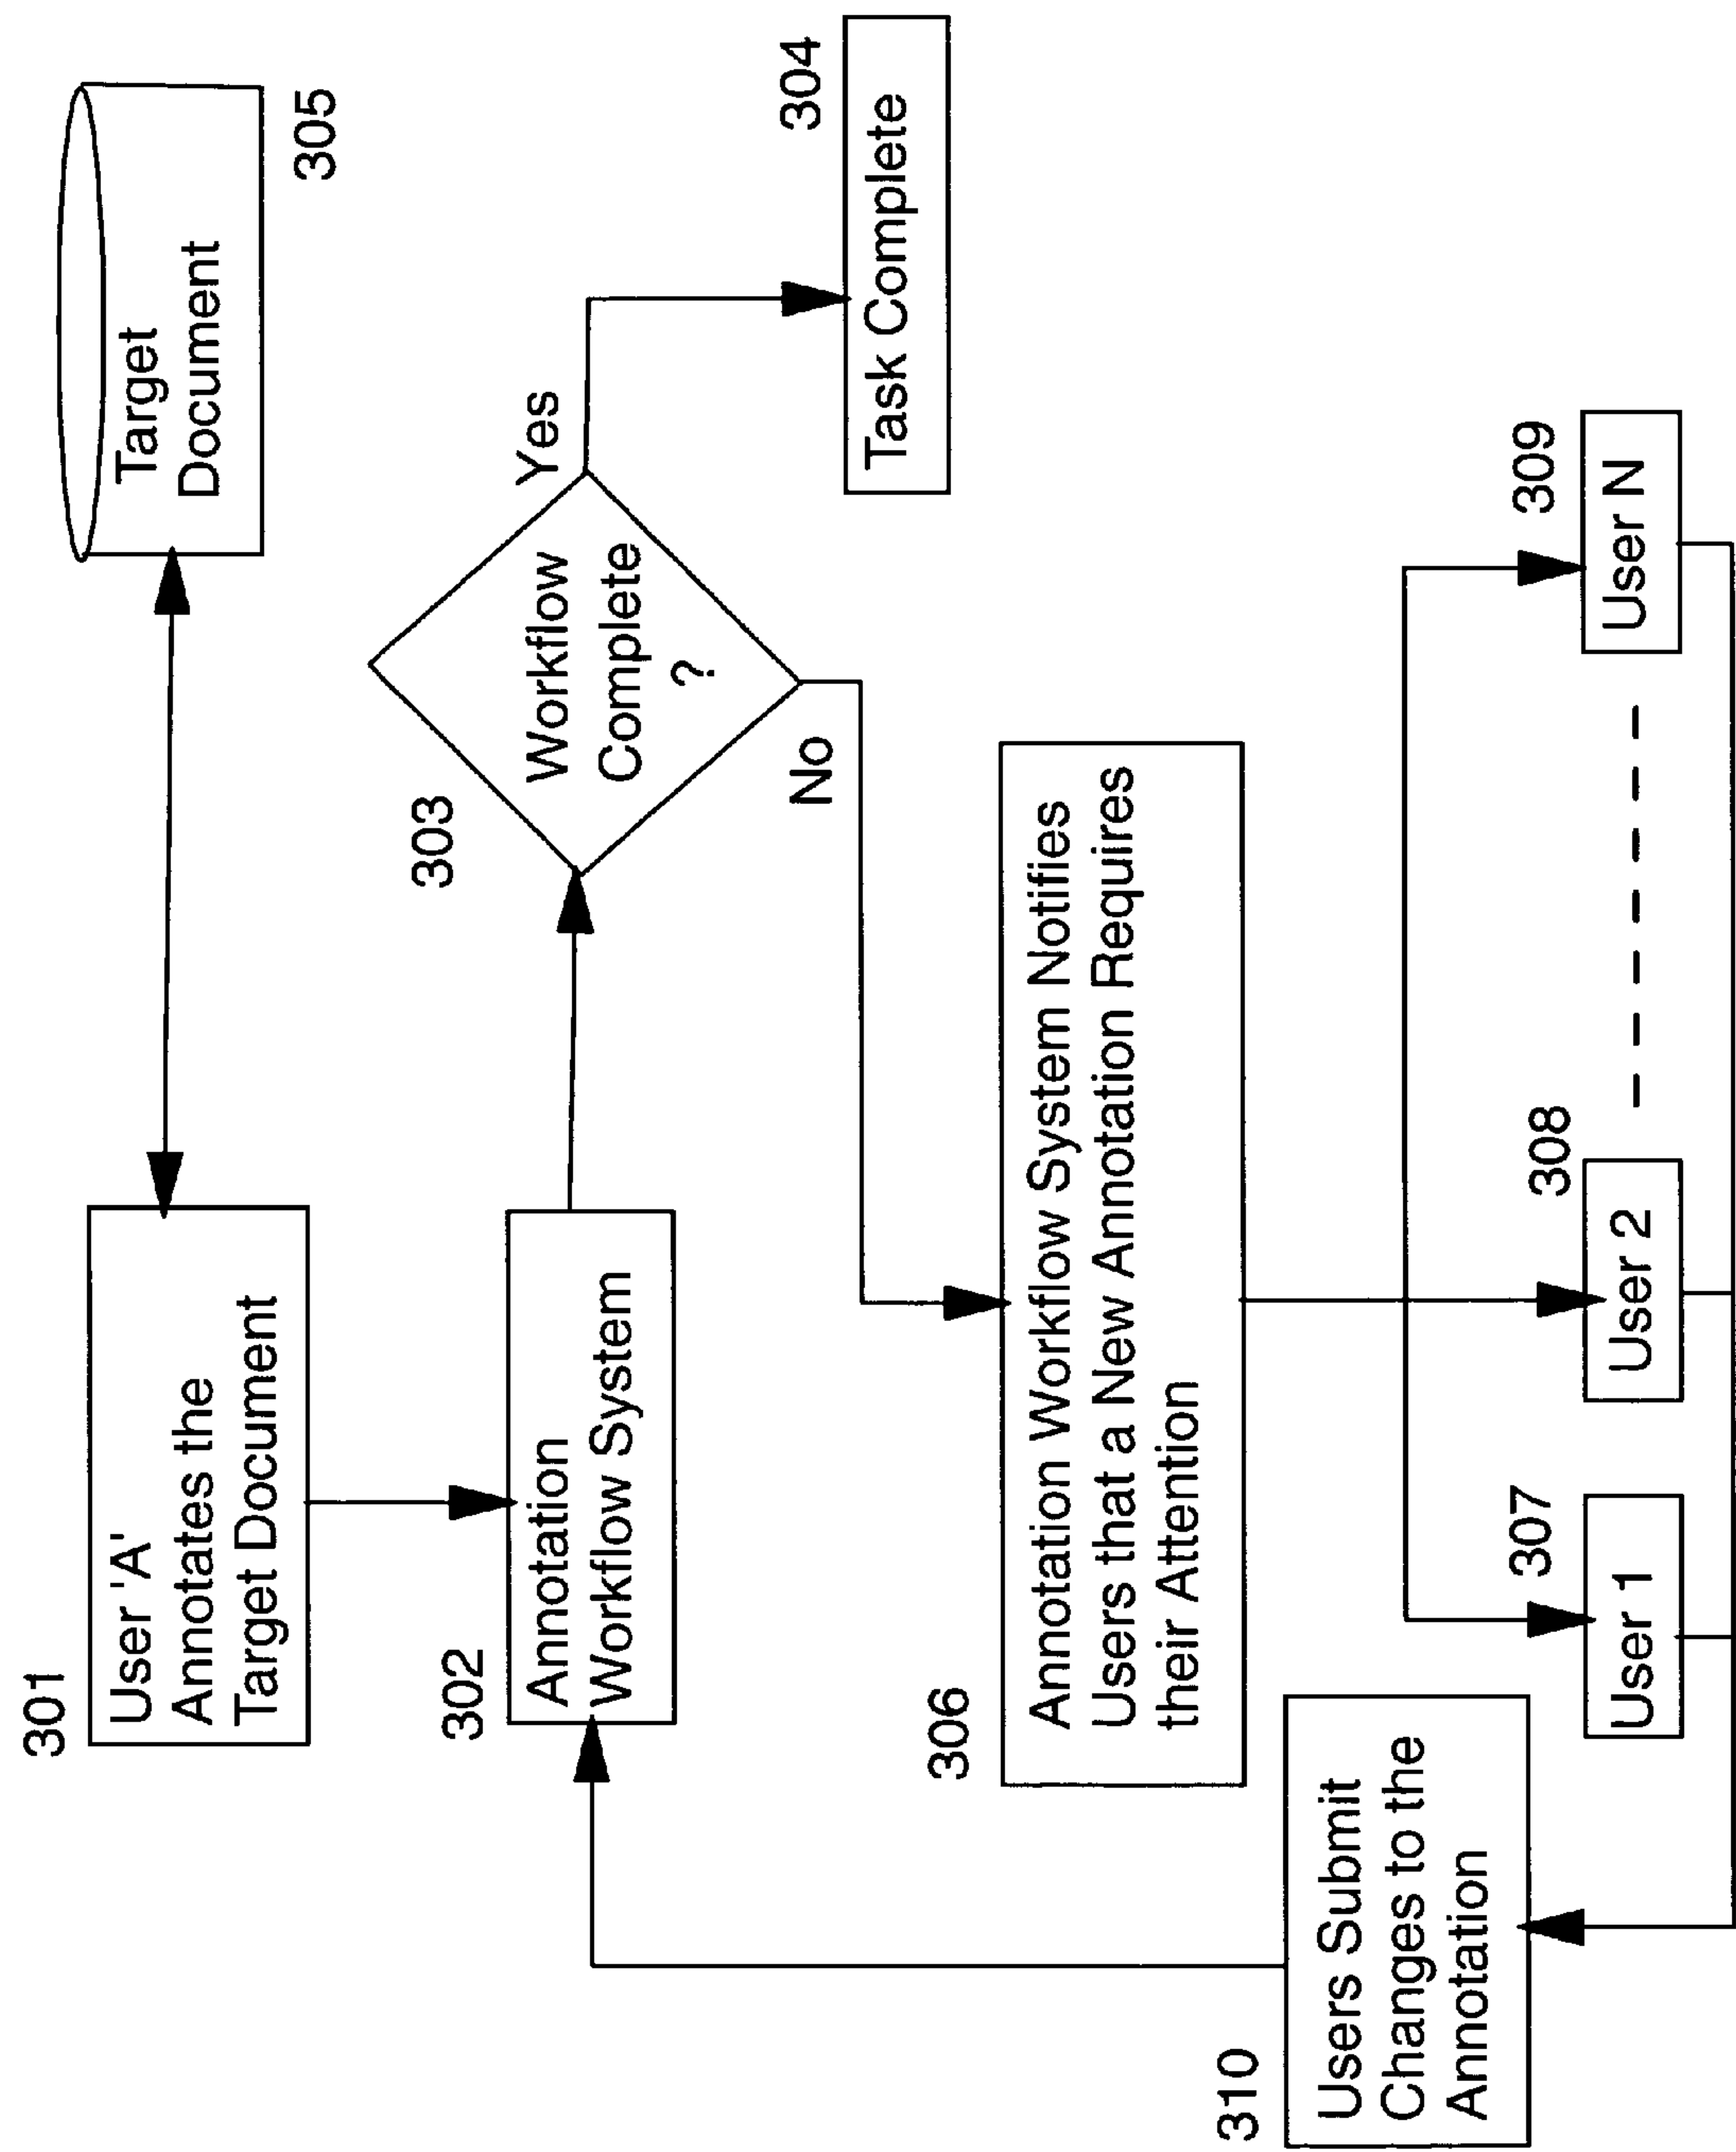 301
User 'A'
Annotates the
Target Document
Target
Document
305
302
Annotation
Workflow System
303
Workflow
Complete
?
Yes
No
304
Task Complete
306
Annotation Workflow System Notifies
Users that a New Annotation Requires
their Attention
307
User 1
308
User 2
309
User N
310
Users Submit
Changes to the
Annotation